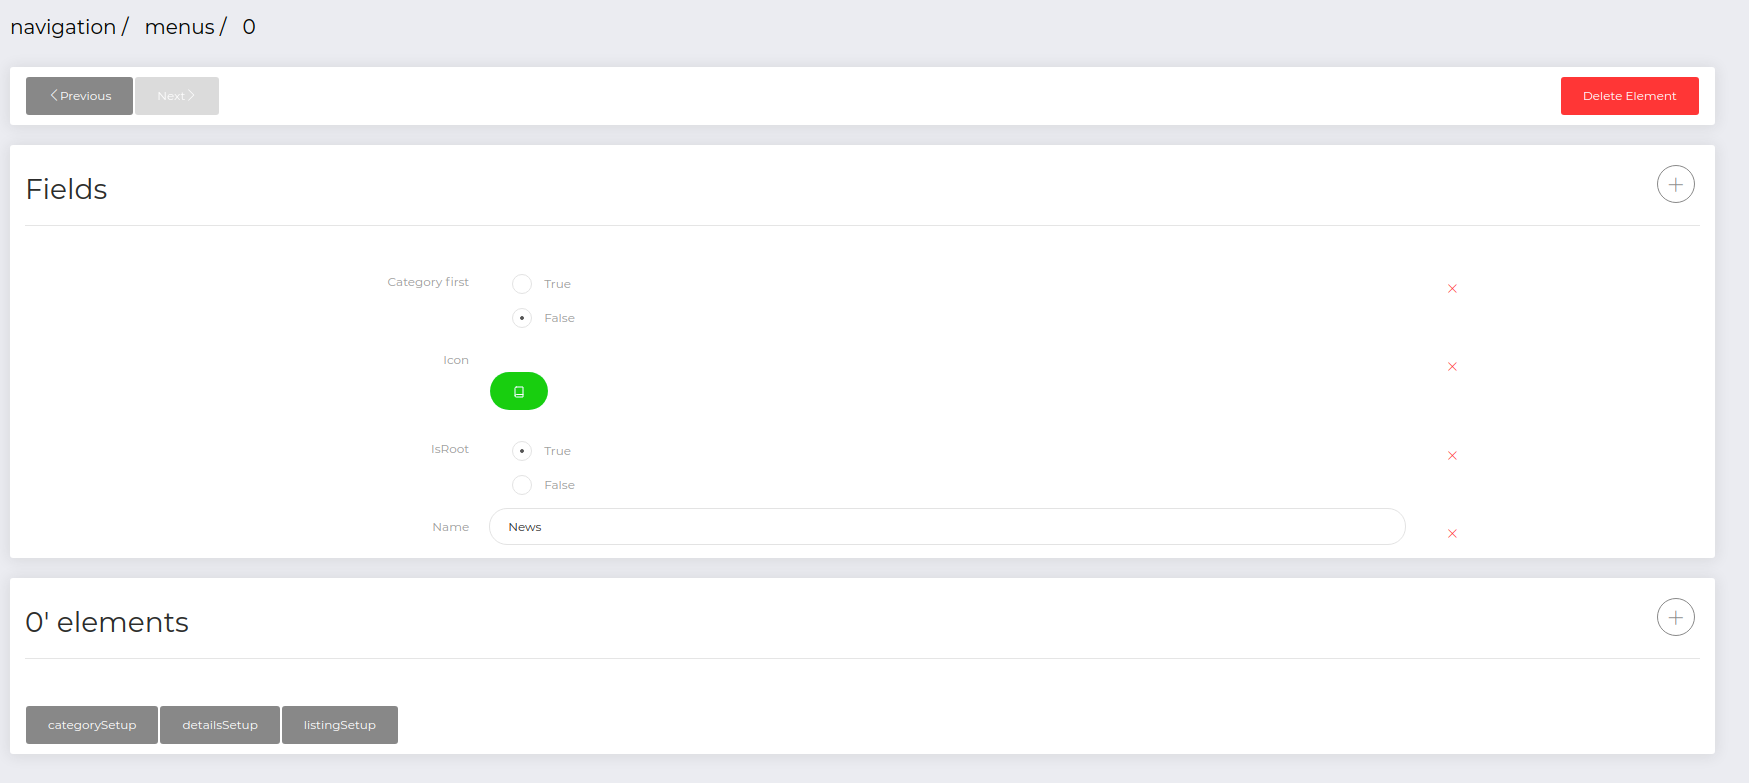 navigation / menus / 0
Previous Next Delete Element
Fields
Category first True
False
Icon
IsRoot True
False
Name News
0' elements
categorySetup detailsSetup listingSetup